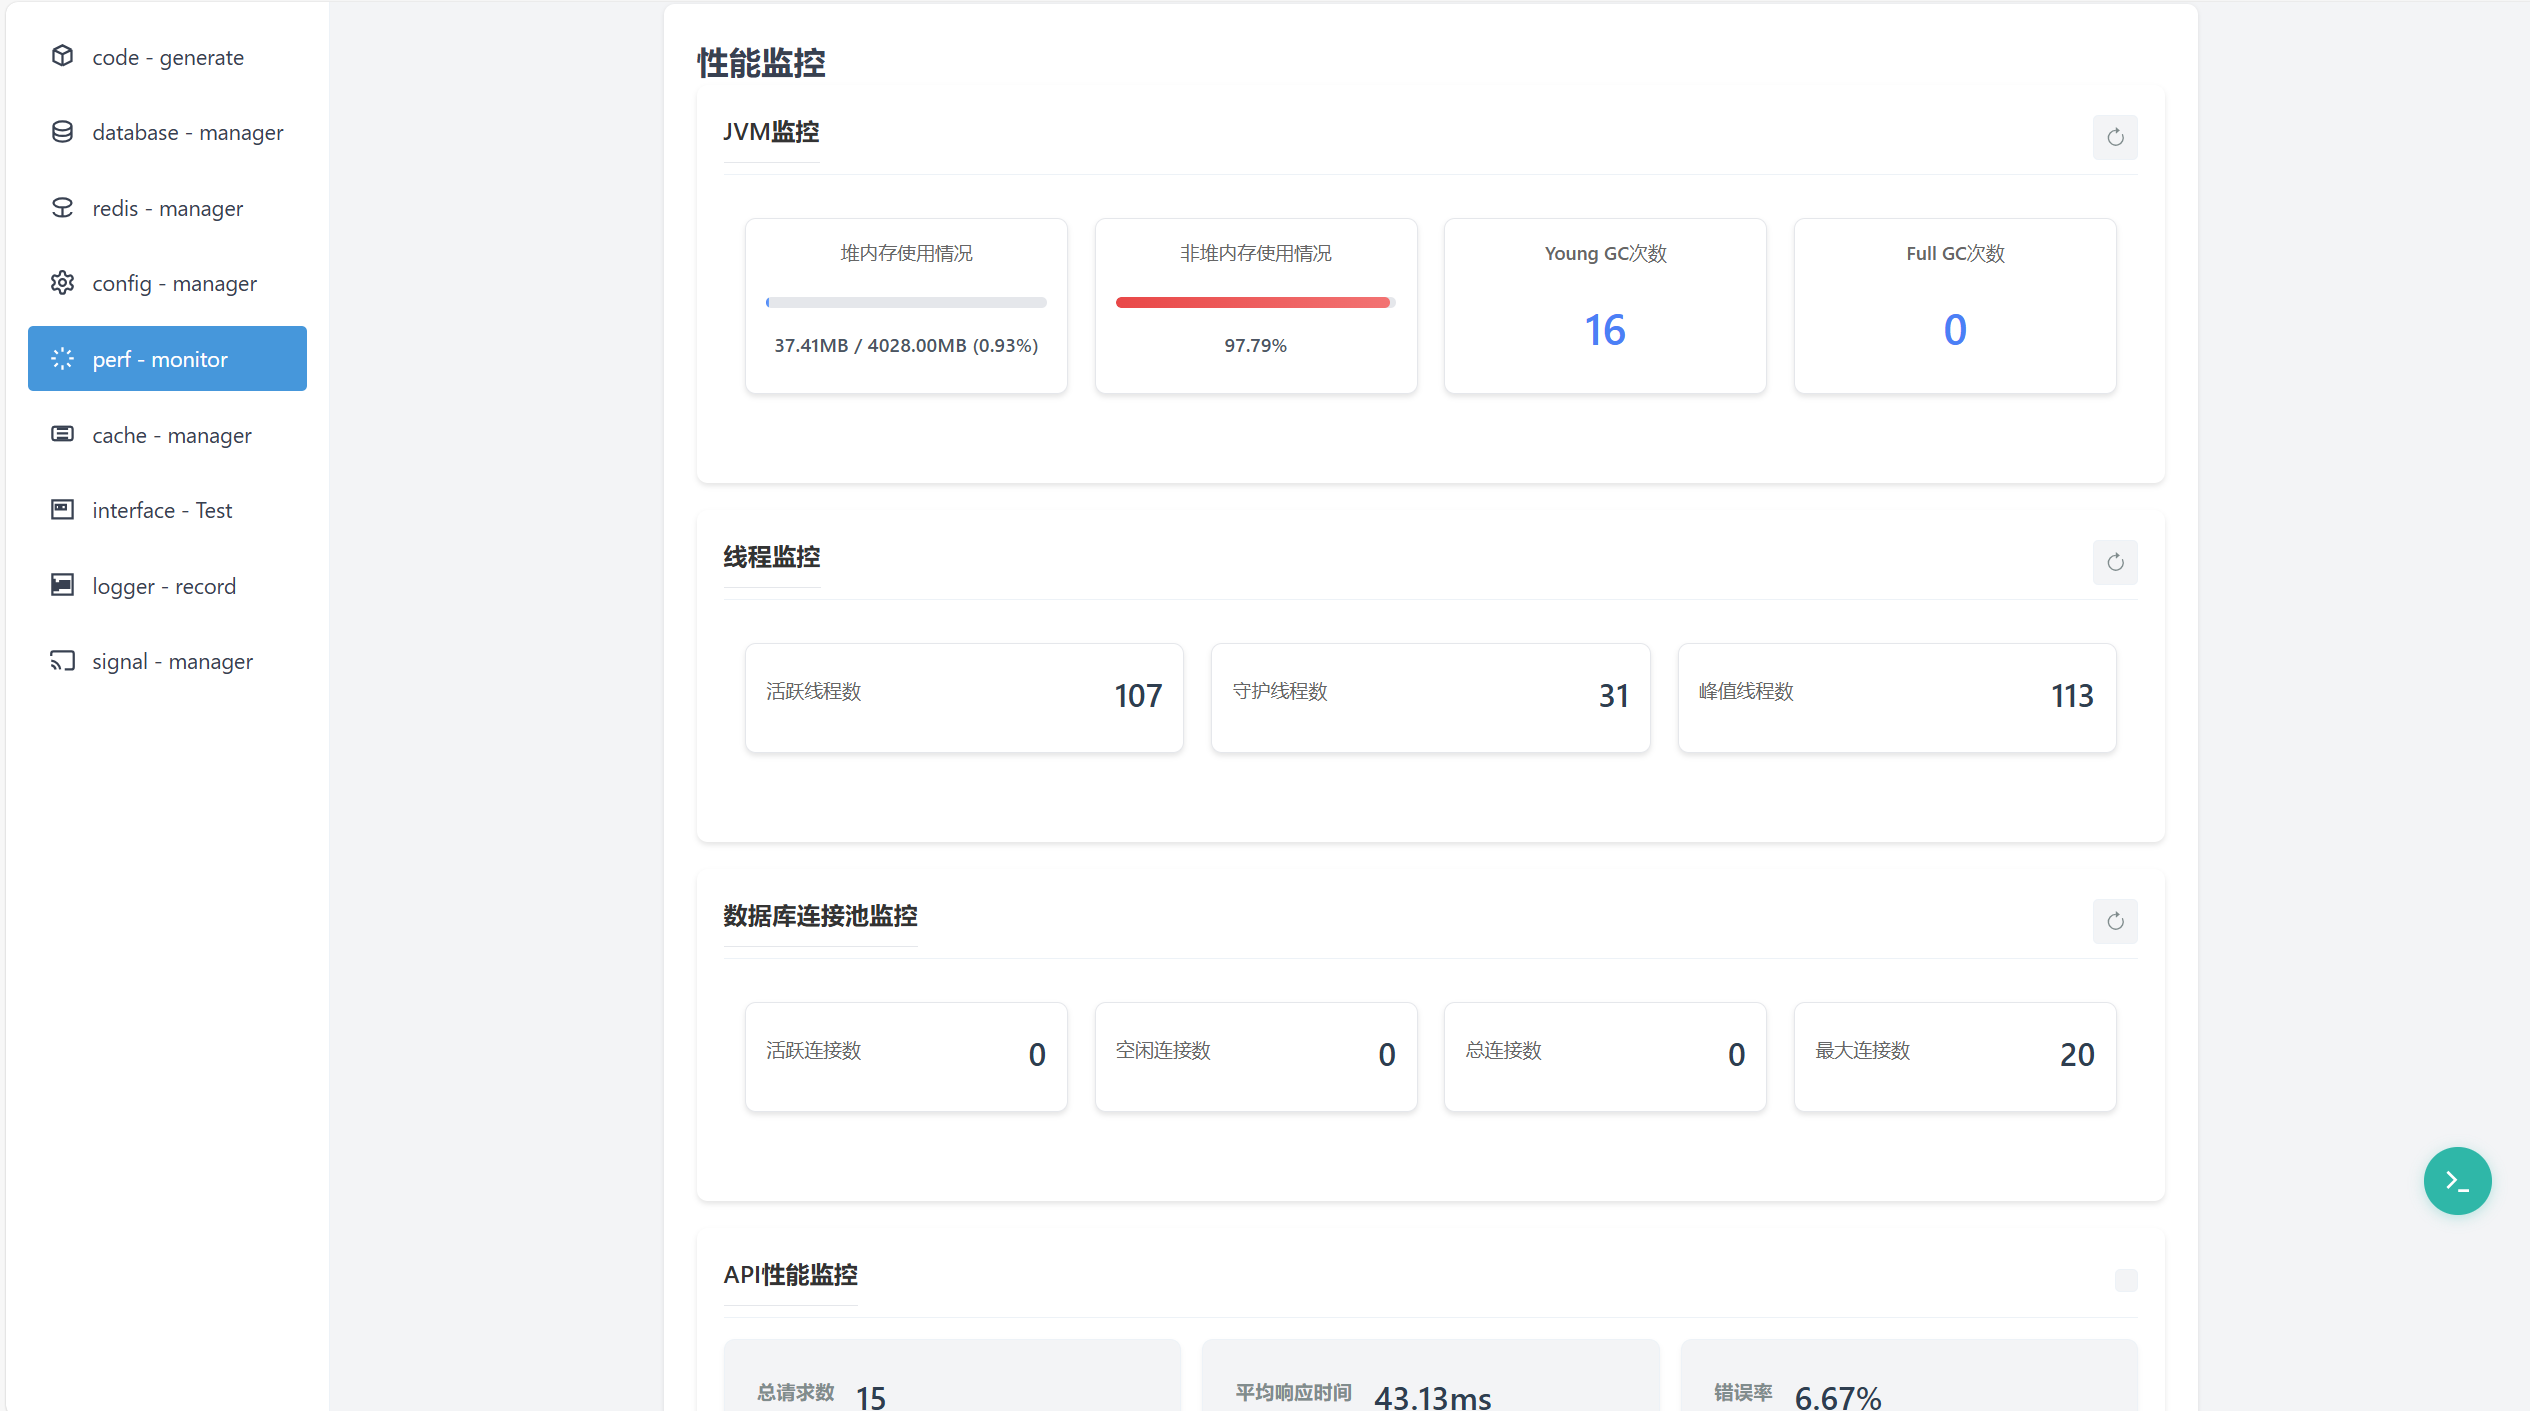 code - generate
database - manager
redis - manager
config - manager
perf - monitor
cache - manager
interface - Test
logger - record
signal - manager
性能监控
JVM监控
堆内存使用情况
37.41MB / 4028.00MB (0.93%)
非堆内存使用情况
97.79%
Young GC次数
16
Full GC次数
0
线程监控
活跃线程数 107
守护线程数 31
峰值线程数 113
数据库连接池监控
活跃连接数 0
空闲连接数 0
总连接数 0
最大连接数 20
API性能监控
总请求数 15
平均响应时间 43.13ms
错误率 6.67%